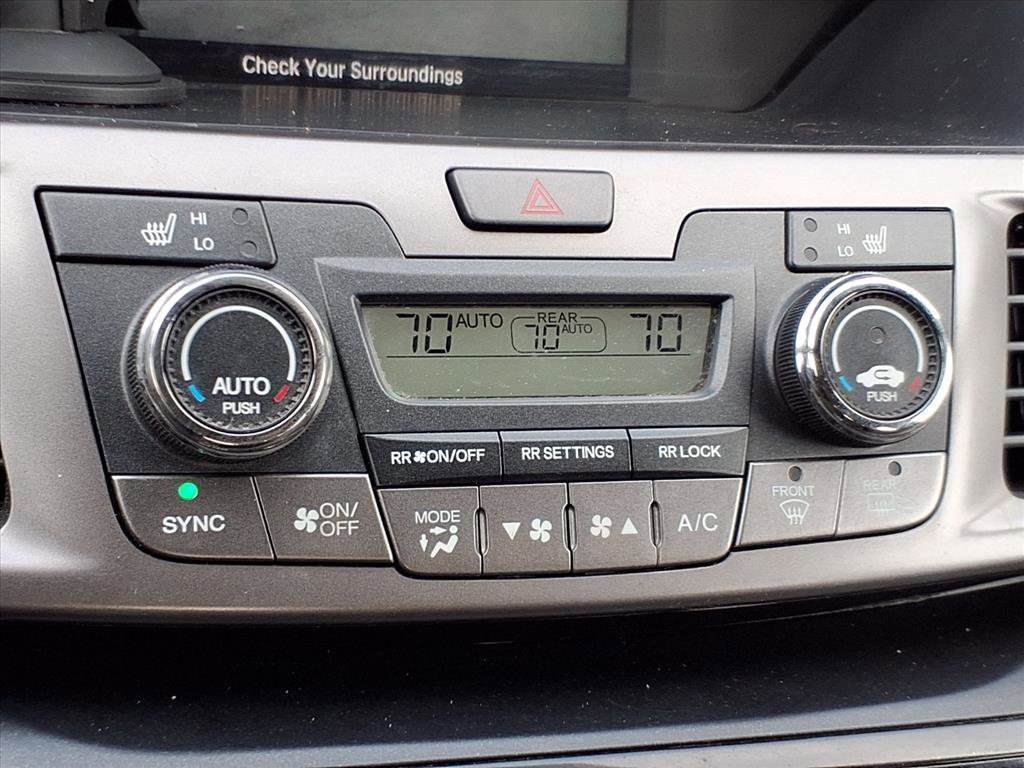 Check Your Surroundings
HI
LO
HI
LO
70 AUTO REAR 70 AUTO 70
AUTO
PUSH
PUSH
RR ON/OFF RR SETTINGS RR LOCK
SYNC
ON/
OFF
MODE
A/C
FRONT
REAR